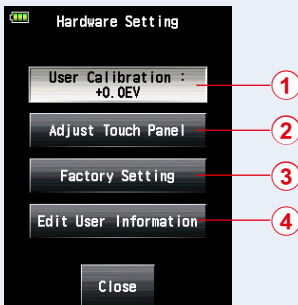 Hardware Setting
User Calibration :
+0.0EV
1
Adjust Touch Panel
2
Factory Setting
3
Edit User Information
4
Close